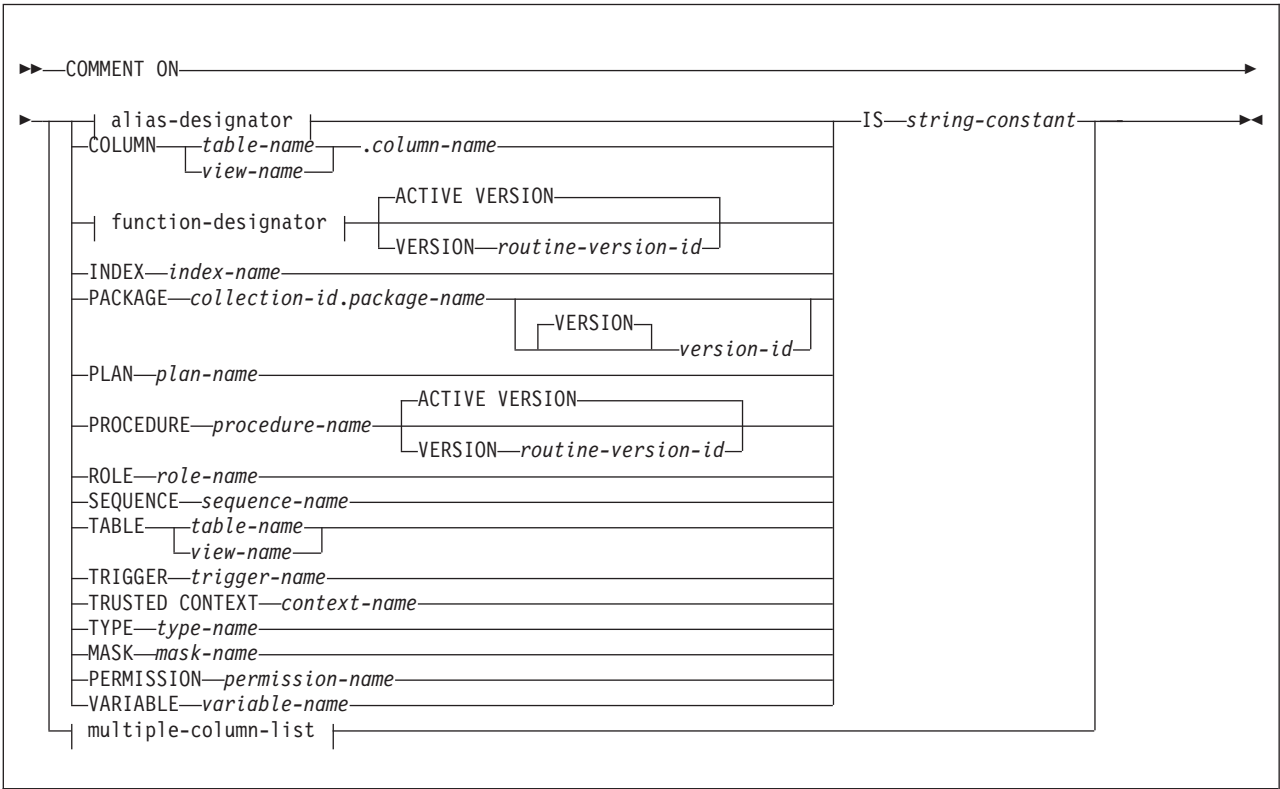 COMMENT ON
alias-designator IS string-constant
COLUMN table-name .column-name
view-name
ACTIVE VERSION
function-designator
VERSION routine-version-id
INDEX index-name
PACKAGE collection-id.package-name
VERSION
version-id
PLAN plan-name
ACTIVE VERSION
PROCEDURE procedure-name
VERSION routine-version-id
ROLE role-name
SEQUENCE sequence-name
TABLE table-name
view-name
TRIGGER trigger-name
TRUSTED CONTEXT context-name
TYPE type-name
MASK mask-name
PERMISSION permission-name
VARIABLE variable-name
multiple-column-list